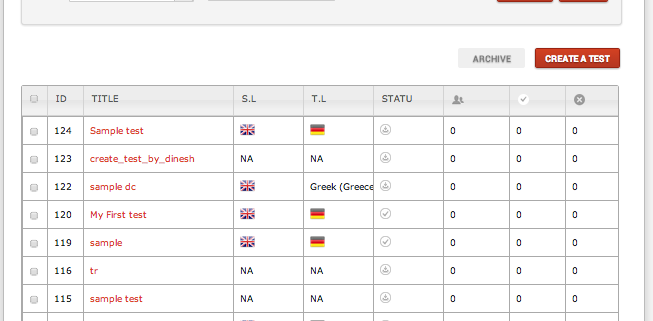 ARCHIVE CREATE A TEST
ID TITLE S.L T.L STATU
124 Sample test 0 0 0
123 create_test_by_dinesh NA NA 0 0 0
122 sample dc Greek (Greece 0 0 0
120 My First test 0 0 0
119 sample 0 0 0
116 tr NA NA 0 0 0
115 sample test NA NA 0 0 0